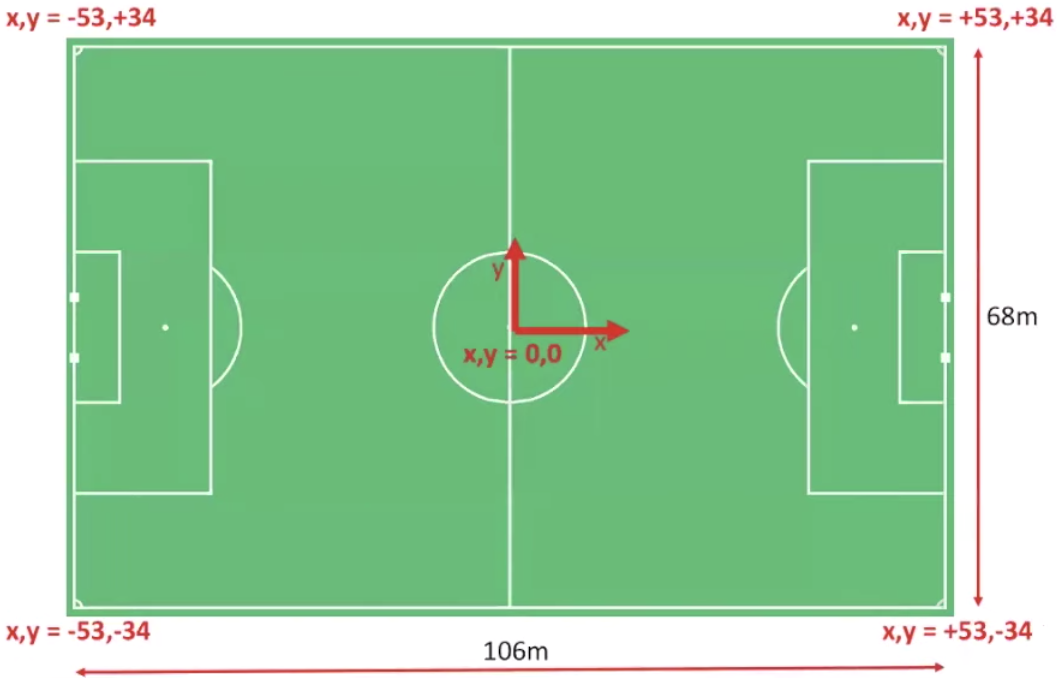 x,y = -53,+34
x,y = +53,+34
y
x
x,y = 0,0
68m
x,y = -53,-34
x,y = +53,-34
106m